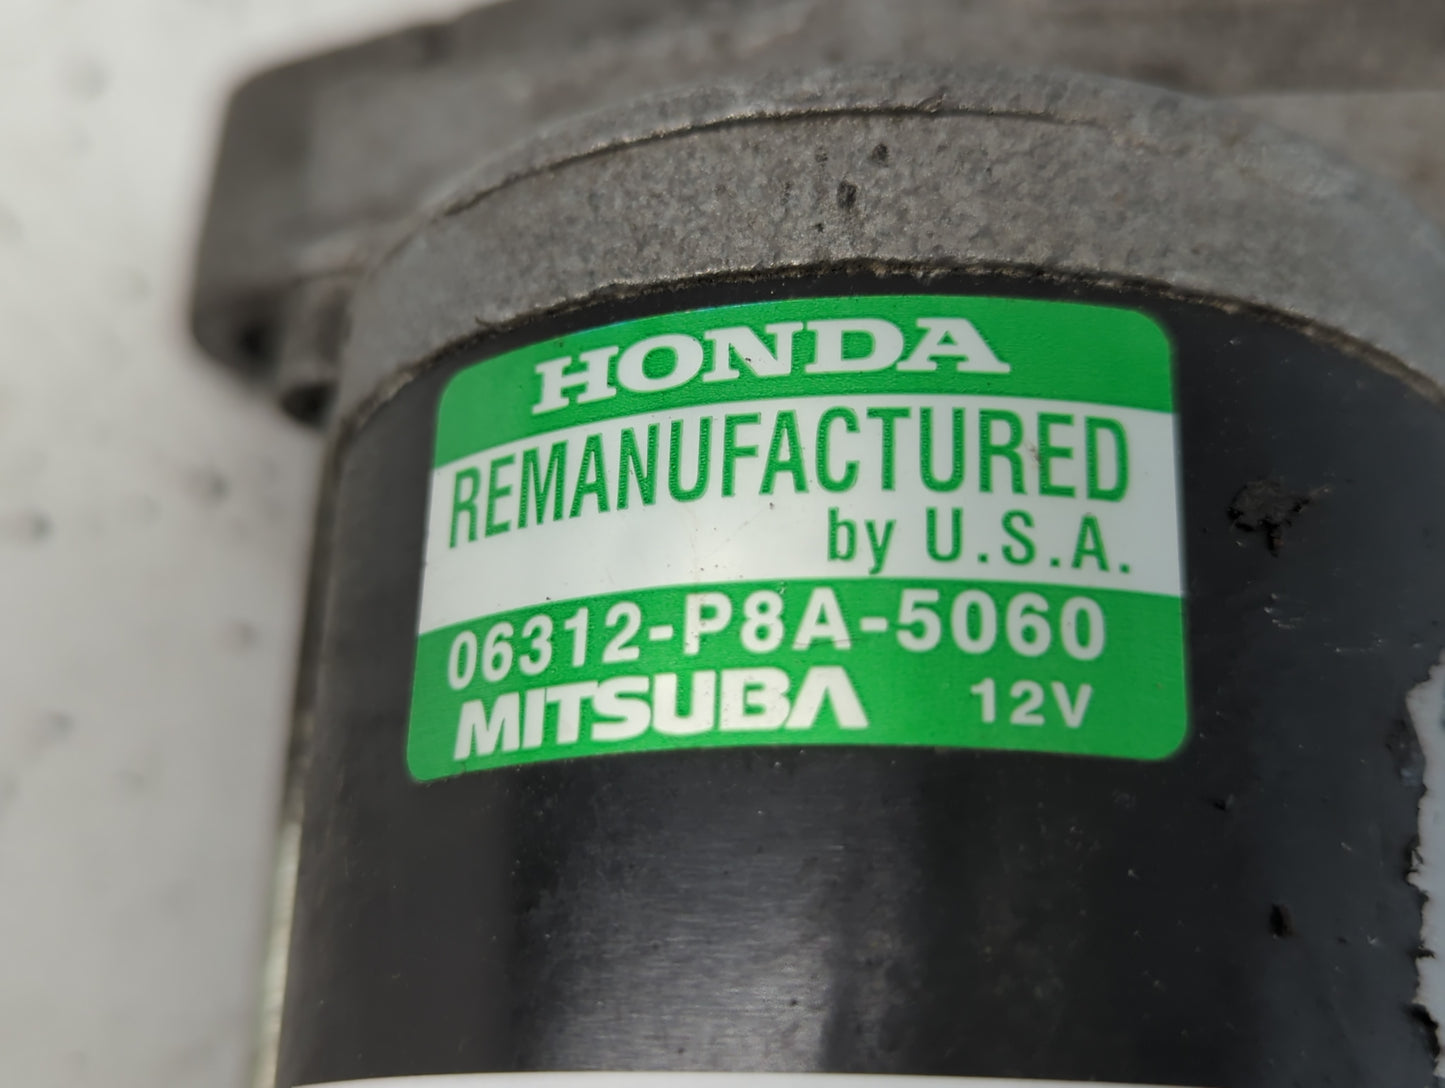 HONDA
REMANUFACTURED
by U.S.A.
06312-P8A-5060
MITSUBA 12V